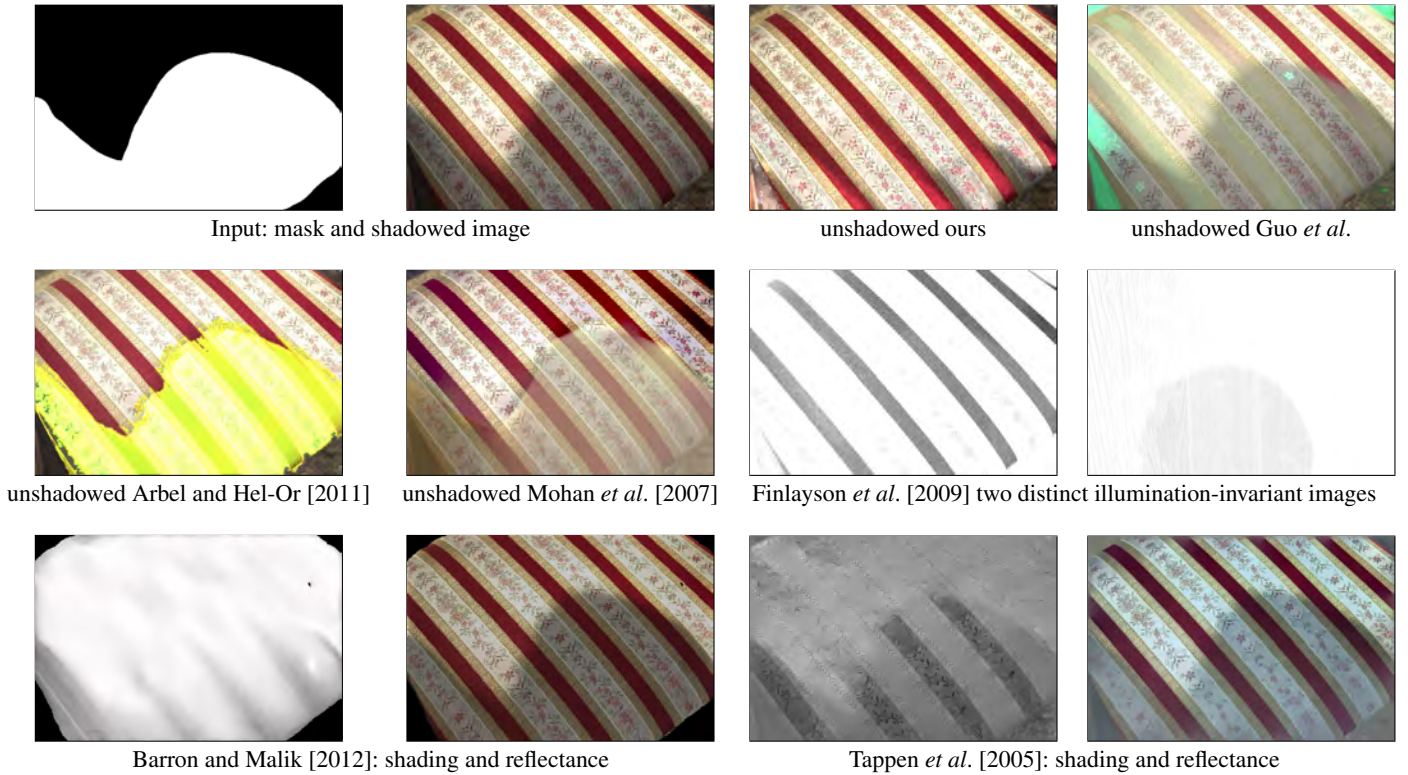 Input: mask and shadowed image
unshadowed ours
unshadowed Guo et al.
unshadowed Arbel and Hel-Or [2011]
unshadowed Mohan et al. [2007]
Finlayson et al. [2009] two distinct illumination-invariant images
Barron and Malik [2012]: shading and reflectance
Tappen et al. [2005]: shading and reflectance